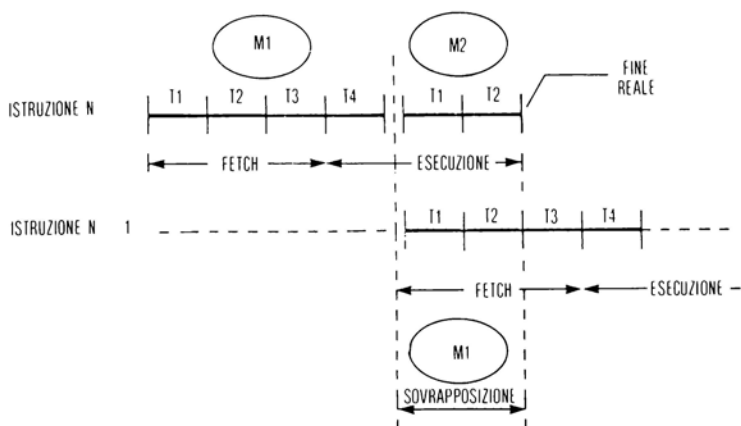 M1
M2
FINE
REALE
ISTRUZIONE N
T1 T2 T3 T4 T1 T2
FETCH
ESECUZIONE
ISTRUZIONE N 1
T1 T2 T3 T4
FETCH
ESECUZIONE
M1
SOVRAPPOSIZIONE